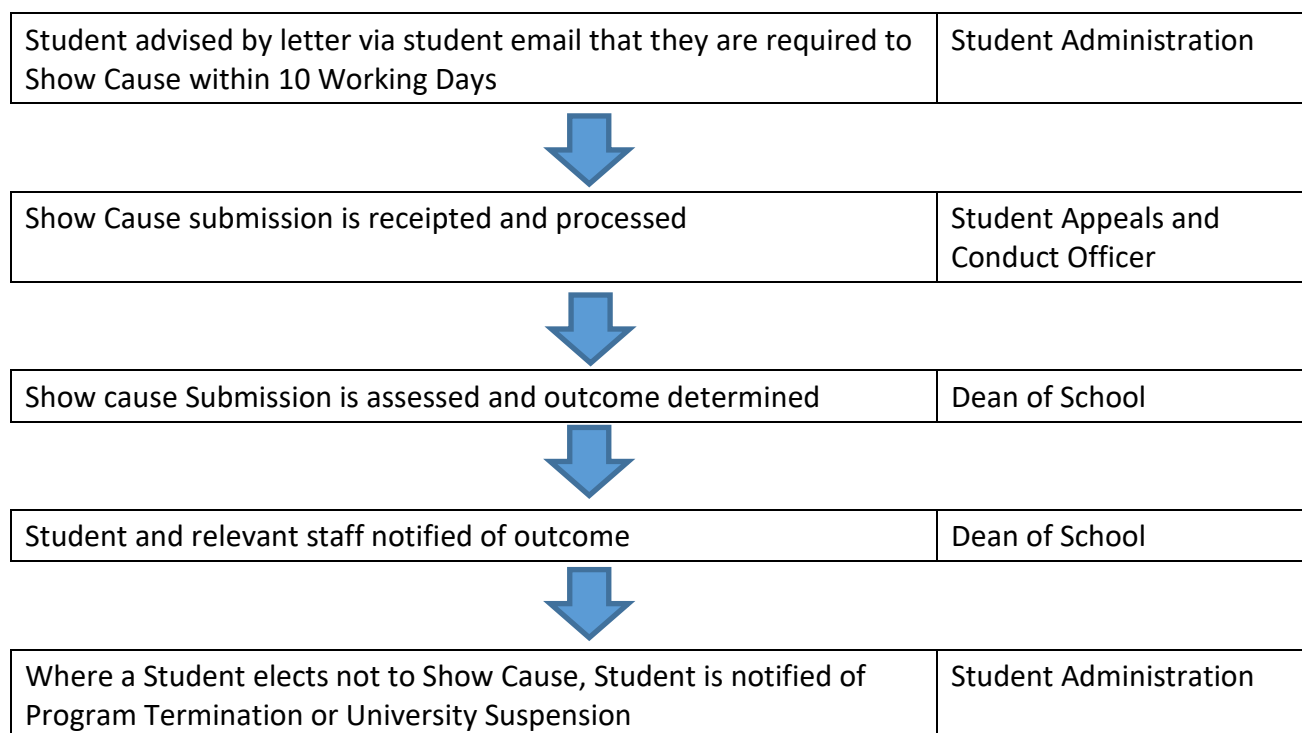 Student advised by letter via student email that they are required to
Show Cause within 10 Working Days
Student Administration
Show Cause submission is receipted and processed
Student Appeals and
Conduct Officer
Show cause Submission is assessed and outcome determined
Dean of School
Student and relevant staff notified of outcome
Dean of School
Where a Student elects not to Show Cause, Student is notified of
Program Termination or University Suspension
Student Administration